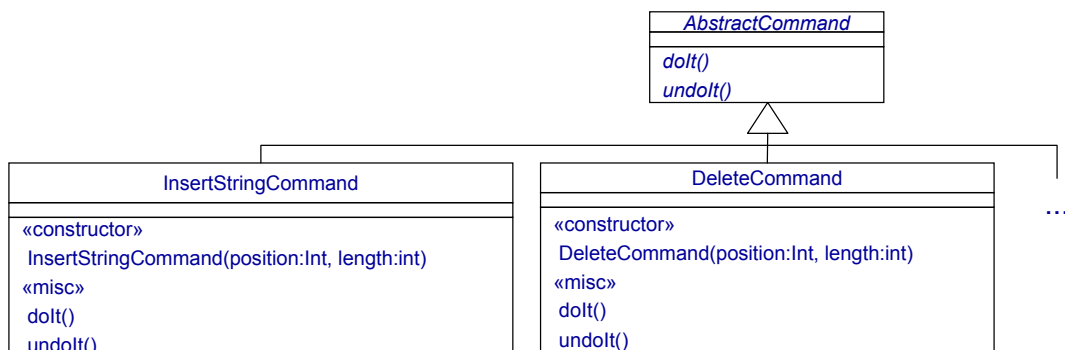 AbstractCommand
doIt()
undoIt()
InsertStringCommand
«constructor»
InsertStringCommand(position:Int, length:int)
«misc»
doIt()
undoIt()
DeleteCommand
«constructor»
DeleteCommand(position:Int, length:int)
«misc»
doIt()
undoIt()
...